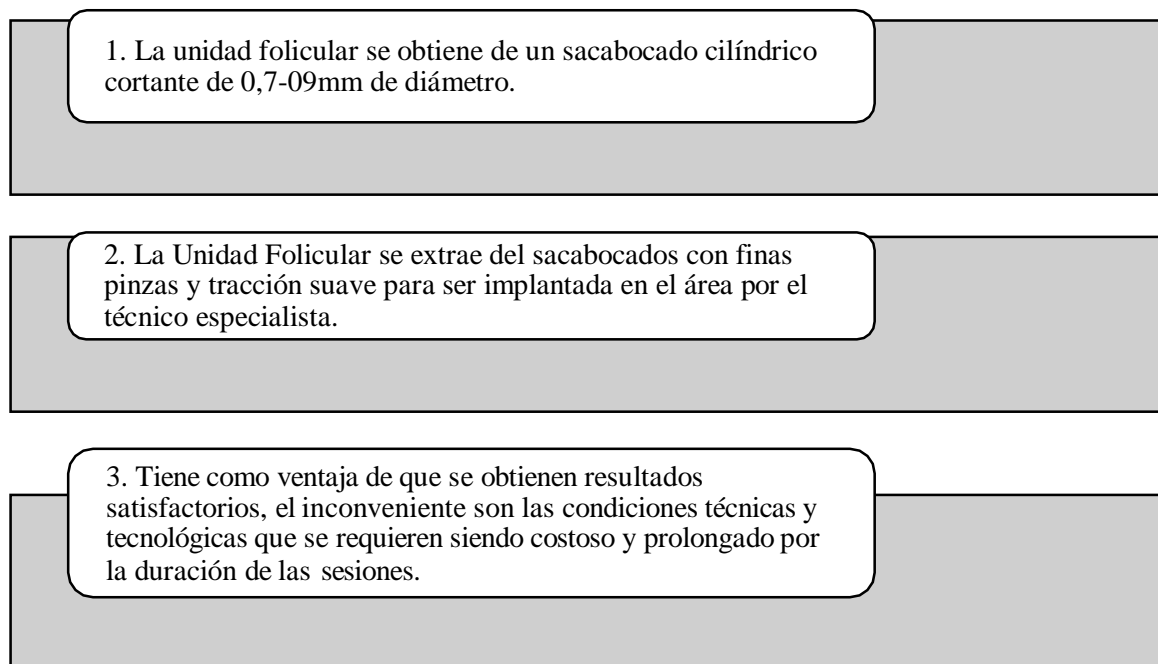 1. La unidad folicular se obtiene de un sacabocado cilíndrico
cortante de 0,7-09mm de diámetro.
2. La Unidad Folicular se extrae del sacabocados con finas
pinzas y tracción suave para ser implantada en el área por el
técnico especialista.
3. Tiene como ventaja de que se obtienen resultados
satisfactorios, el inconveniente son las condiciones técnicas y
tecnológicas que se requieren siendo costoso y prolongado por
la duración de las sesiones.